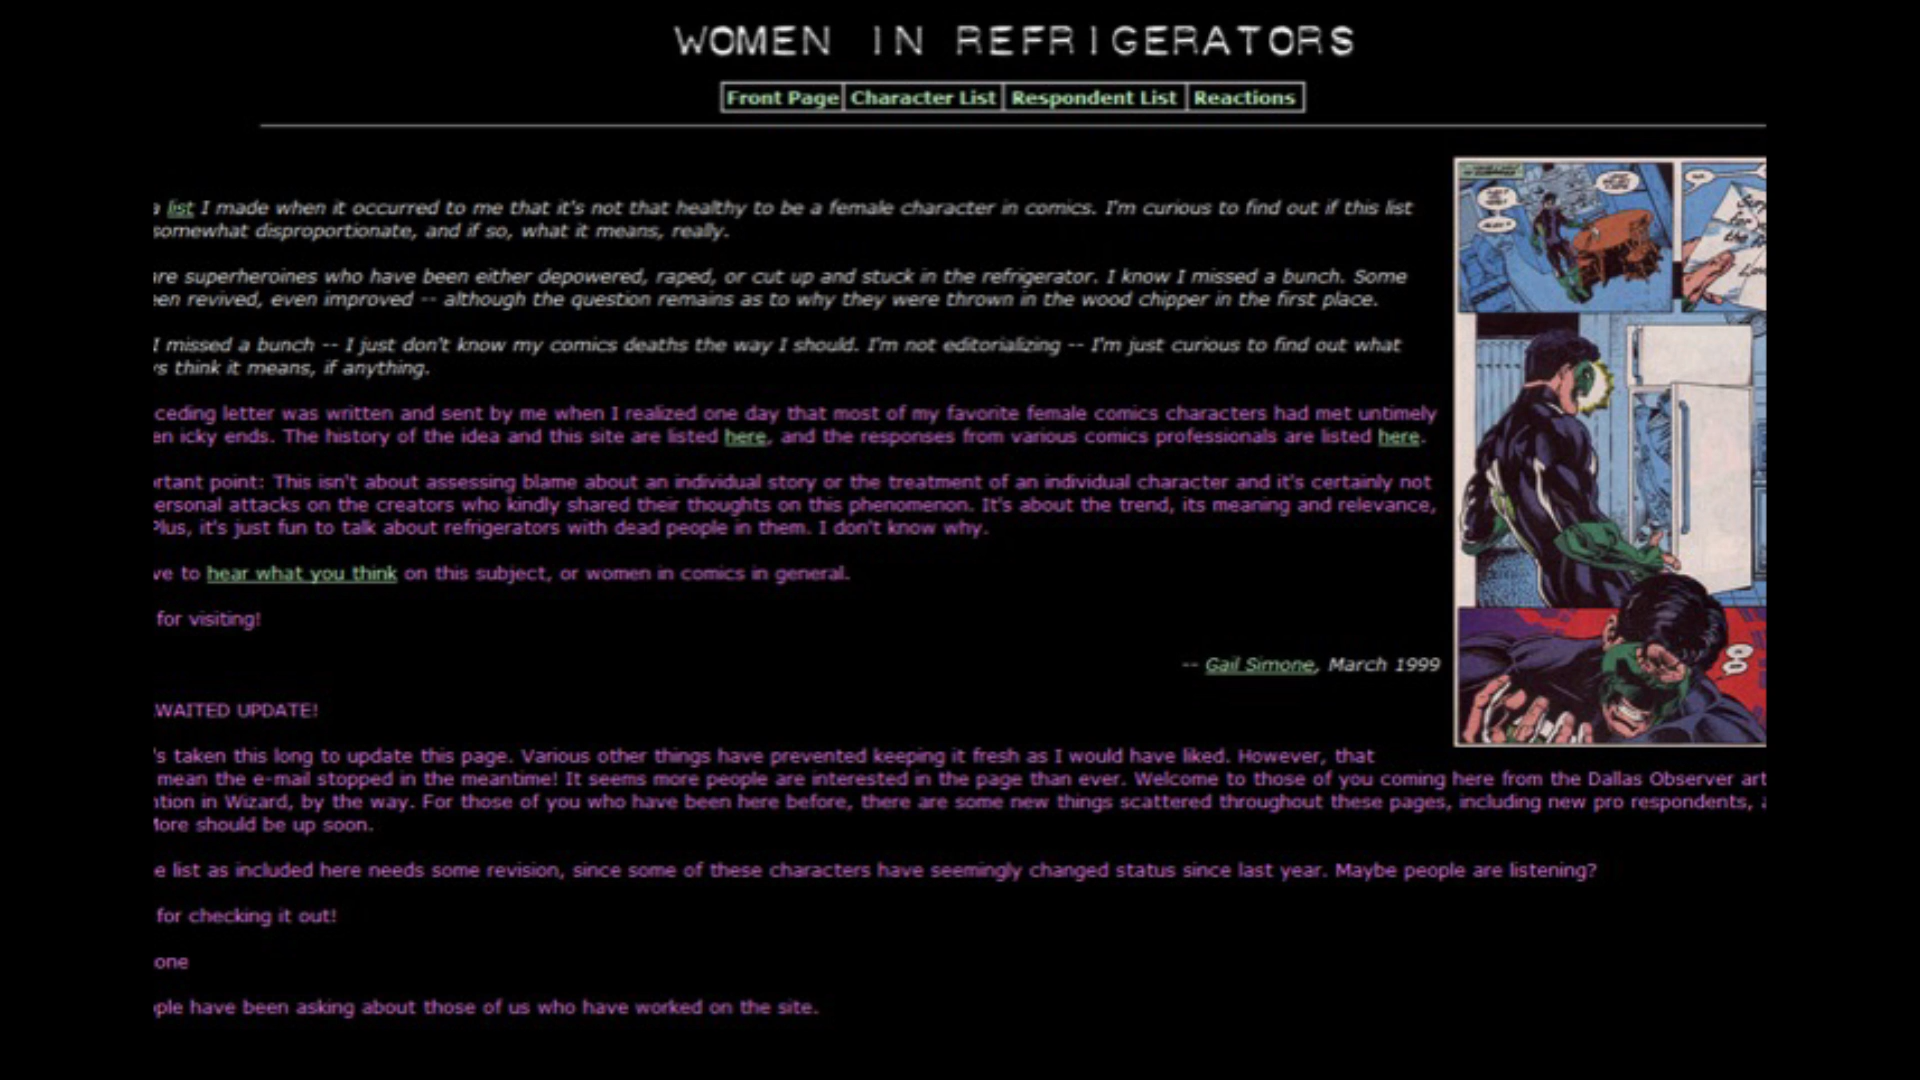 WOMEN IN REFRIGERATORS
Front Page Character List Respondent List Reactions
list I made when it occurred to me that it's not that healthy to be a female character in comics. I'm curious to find out if this list
somewhat disproportionate, and if so, what it means, really.
re superheroines who have been either depowered, raped, or cut up and stuck in the refrigerator. I know I missed a bunch. Some
en revived, even improved -- although the question remains as to why they were thrown in the wood chipper in the first place.
I missed a bunch -- I just don't know my comics deaths the way I should. I'm not editorializing -- I'm just curious to find out what
s think it means, if anything.
ceding letter was written and sent by me when I realized one day that most of my favorite female comics characters had met untimely
en icky ends. The history of the idea and this site are listed here, and the responses from various comics professionals are listed here.
rtant point: This isn't about assessing blame about an individual story or the treatment of an individual character and it's certainly not
ersonal attacks on the creators who kindly shared their thoughts on this phenomenon. It's about the trend, its meaning and relevance,
Plus, it's just fun to talk about refrigerators with dead people in them. I don't know why.
ve to hear what you think on this subject, or women in comics in general.
for visiting!
-- Gail Simone, March 1999
WAITED UPDATE!
's taken this long to update this page. Various other things have prevented keeping it fresh as I would have liked. However, that
mean the e-mail stopped in the meantime! It seems more people are interested in the page than ever. Welcome to those of you coming here from the Dallas Observer art
tion in Wizard, by the way. For those of you who have been here before, there are some new things scattered throughout these pages, including new pro respondents,
More should be up soon.
e list as included here needs some revision, since some of these characters have seemingly changed status since last year. Maybe people are listening?
for checking it out!
one
ple have been asking about those of us who have worked on the site.